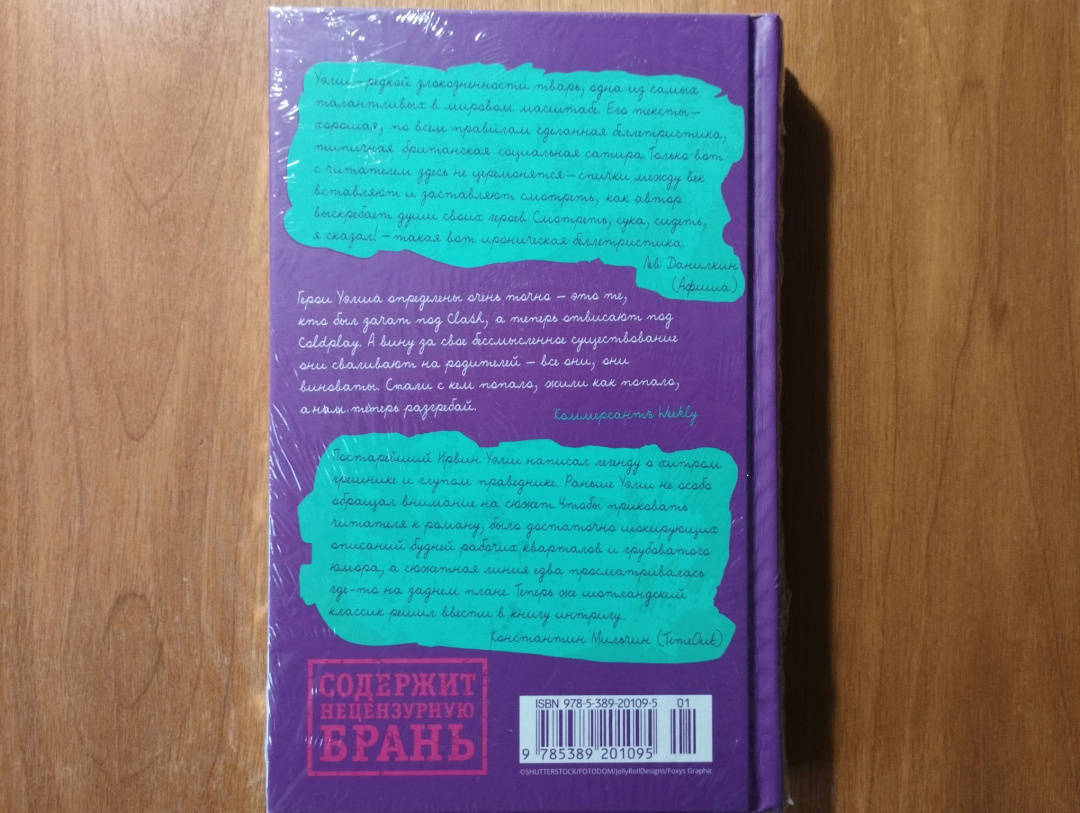 Уэлш – редкой злокозненности тварь, одна из самых
талантливых в мировом масштабе. Его тексты –
хорошая, по всем правилам сделанная беллетристика,
типичная британская социальная сатира. Только вот
с читателем здесь не церемонятся – спички между век
вставляют и заставляют смотреть, как автор
выскребает души своих героев. Смотреть, сука, сидеть,
я сказал! – такая вот ироническая беллетристика.
Лев Данилкин
(Афиша)
Герои Уэлша определены очень точно – это те,
кто был зачат под Clash, а теперь отвисают под
Coldplay. А вину за свое бессмысленное существование
они сваливают на родителей – все они, они
виноваты. Спали с кем попало, жили как попало,
а нам теперь разгребай.
Коммерсантъ Weekly
Постаревший Ирвин Уэлш написал легенду о хитром
грешнике и глупом праведнике. Раньше Уэлш не особо
обращал внимание на сюжет. Чтобы приковать
читателя к роману, было достаточно шокирующих
описаний будней рабочих кварталов и грубоватого
юмора, а сюжетная линия едва просматривалась
где-то на заднем плане. Теперь же шотландский
классик решил ввести в книгу интригу.
Константин Мильчин (TimeOut)
СОДЕРЖИТ
НЕЦЕНЗУРНУЮ
БРАНЬ
ISBN 978-5-389-20109-5 01
9 785389 201095
©SHUTTERSTOCK/FOTODOM/JellyRollDesigns/Foxys Graphic